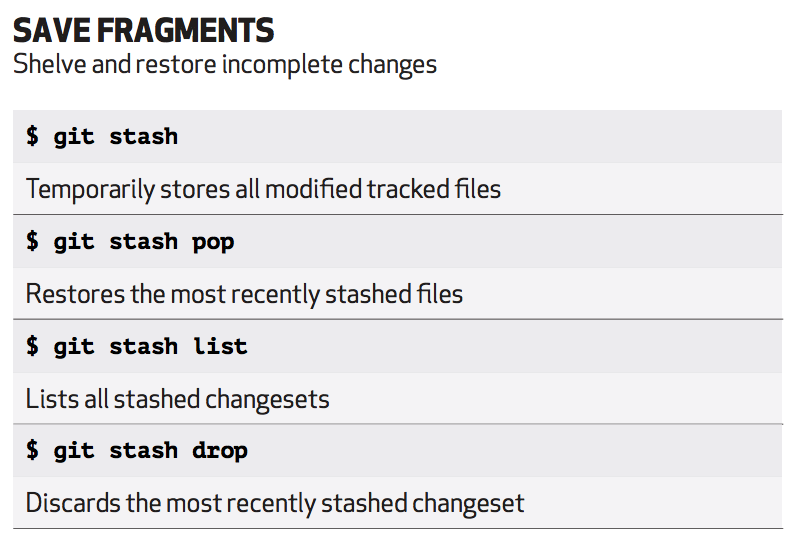 SAVE FRAGMENTS
Shelve and restore incomplete changes
$ git stash
Temporarily stores all modified tracked files
$ git stash pop
Restores the most recently stashed files
$ git stash list
Lists all stashed changesets
$ git stash drop
Discards the most recently stashed changeset